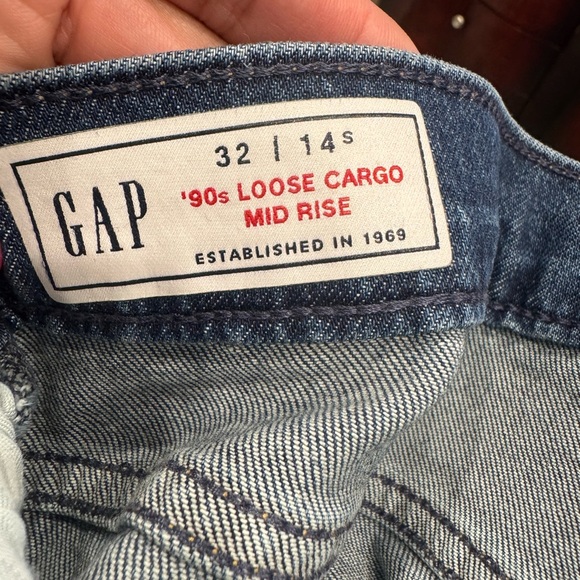 GAP
32 | 14S
'90s LOOSE CARGO
MID RISE
ESTABLISHED IN 1969